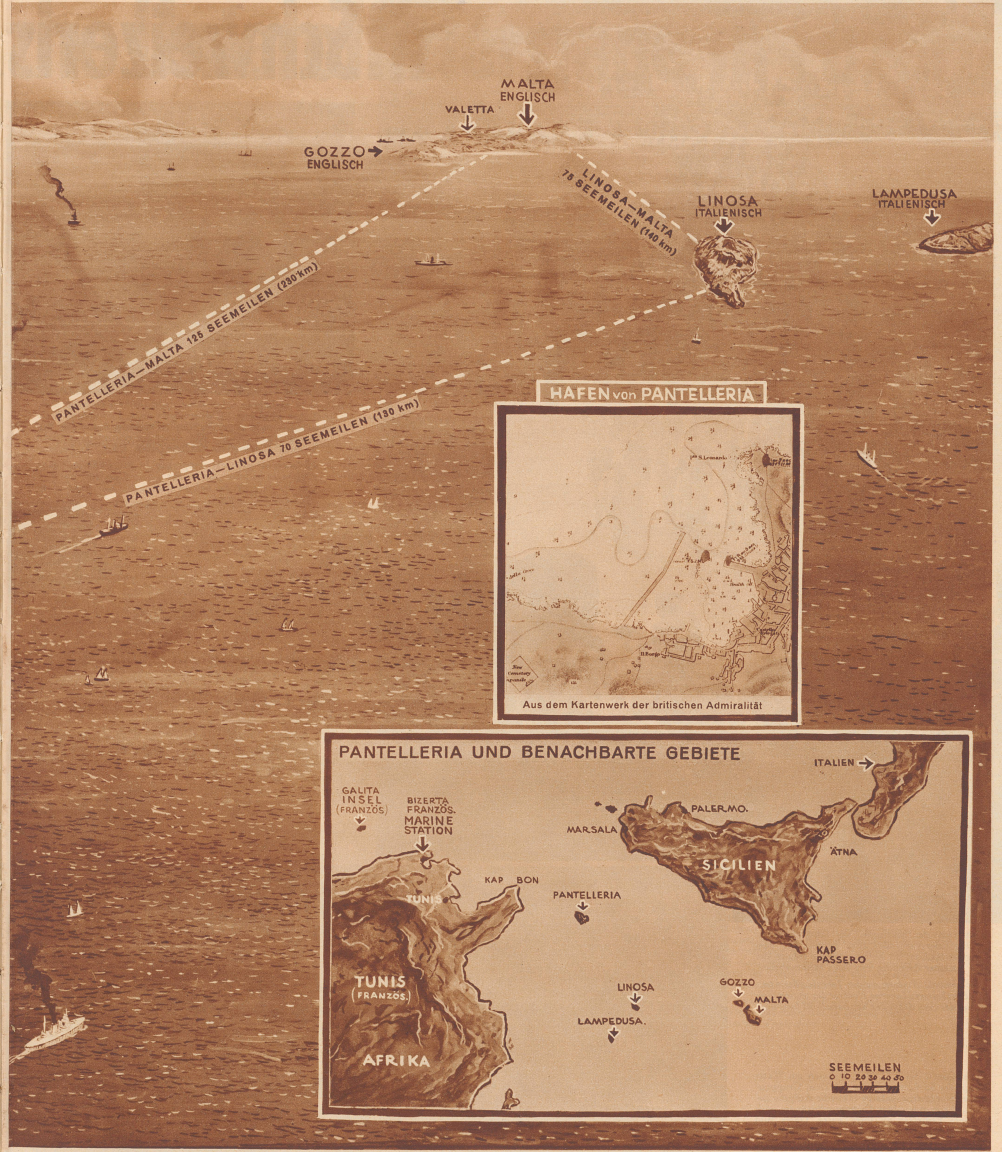 MALTA
ENGLISCH
VALETTA
GOZZO
ENGLISCH
LINOSA—MALTA
75 SEEMEILEN (140 km)
LINOSA
ITALIENISCH
LAMPEDUSA
ITALIENISCH
PANTELLERIA—MALTA 125 SEEMEILEN (230 km)
PANTELLERIA—LINOSA 70 SEEMEILEN (130 km)
HAFEN von PANTELLERIA
New
Cemetery
Aus dem Kartenwerk der britischen Admiralität
PANTELLERIA UND BENACHBARTE GEBIETE
ITALIEN
GALITA
INSEL
(FRANZÖS)
BIZERTA
FRANZÖS.
MARINE
STATION
PALERMO.
MARSALA
SICILIEN
ÄTNA
KAP BON
TUNIS
PANTELLERIA
KAP
PASSERO
TUNIS
(FRANZÖS.)
LINOSA
GOZZO
MALTA
LAMPEDUSA.
AFRIKA
SEEMEILEN
0 10 20 30 40 50